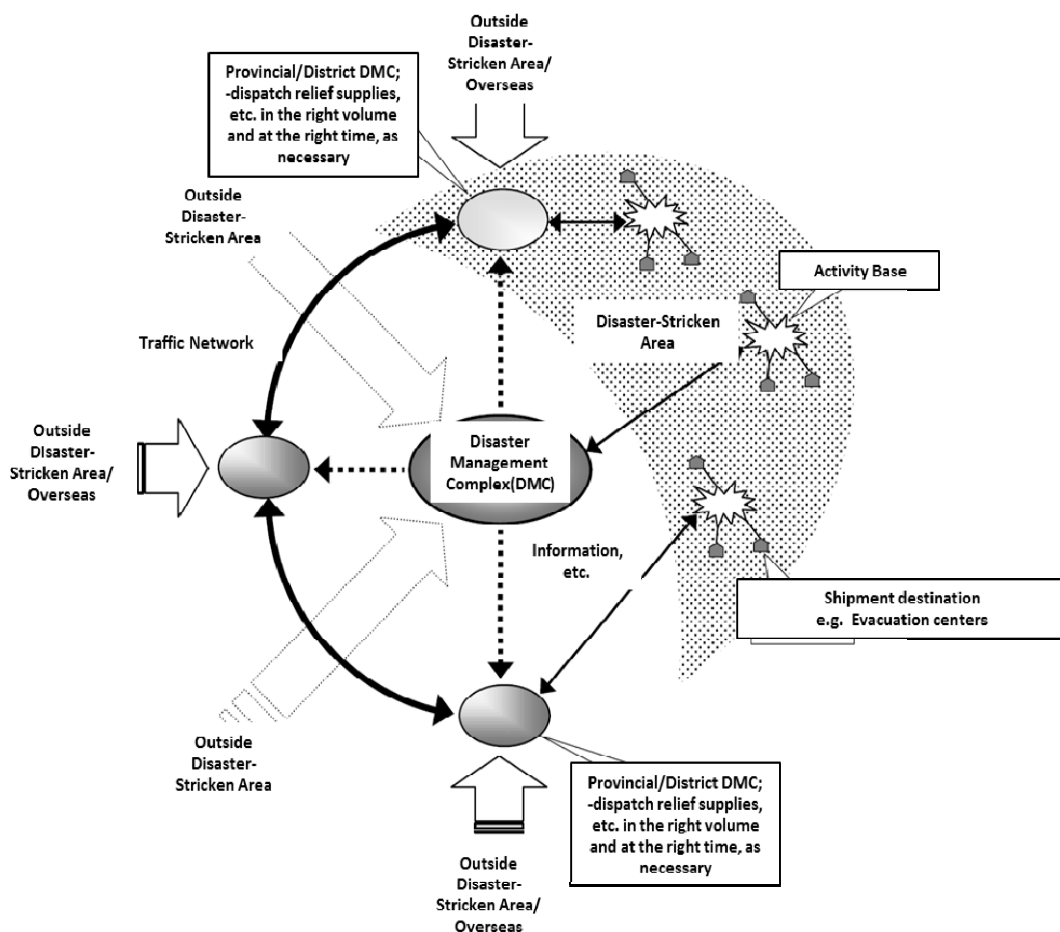 Outside
Disaster-
Stricken Area/
Overseas
Provincial/District DMC;
-dispatch relief supplies,
etc. in the right volume
and at the right time, as
necessary
Outside
Disaster-
Stricken Area
Activity Base
Disaster-Stricken
Area
Traffic Network
Outside
Disaster-
Stricken Area/
Overseas
Disaster
Management
Complex(DMC)
Information,
etc.
Shipment destination
e.g. Evacuation centers
Outside
Disaster-
Stricken Area
Provincial/District DMC;
-dispatch relief supplies,
etc. in the right volume
and at the right time, as
necessary
Outside
Disaster-
Stricken Area/
Overseas